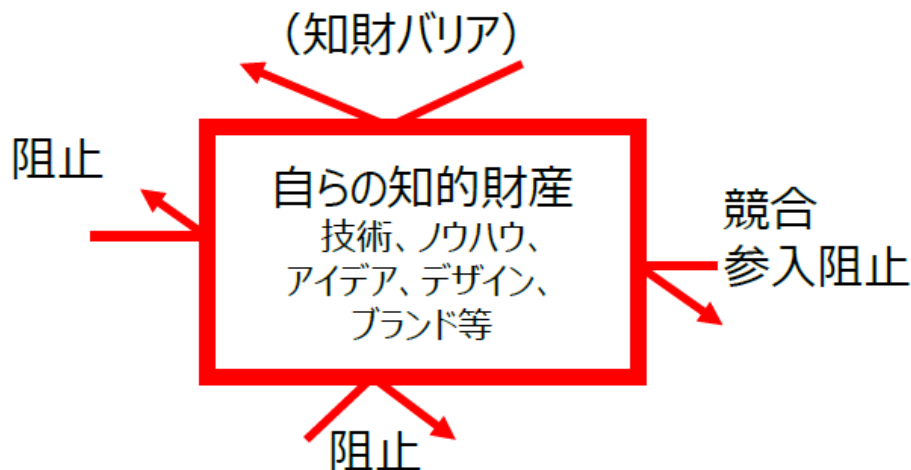 （知財バリア）
阻止
自らの知的財産
技術、ノウハウ、
アイデア、デザイン、
ブランド等
競合
参入阻止
阻止